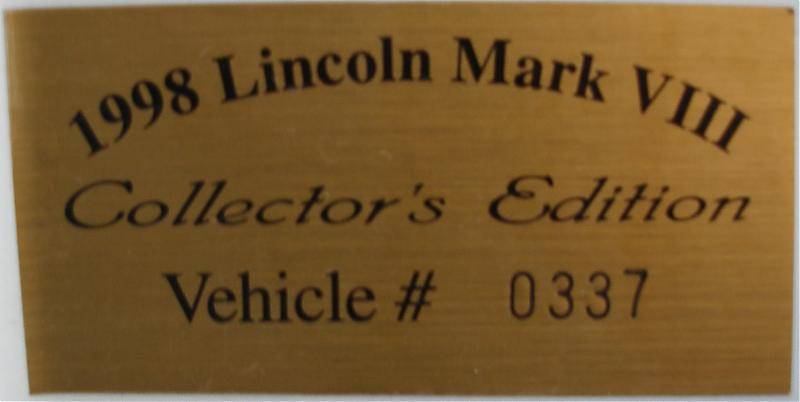 1998 Lincoln Mark VIII
Collector's Edition
Vehicle # 0337